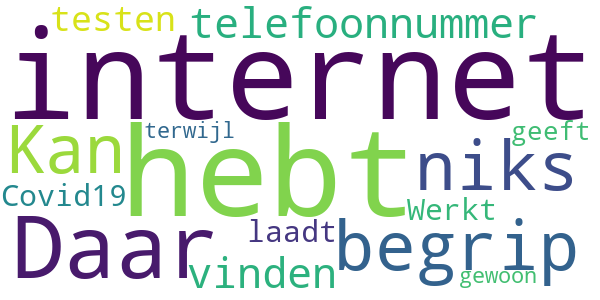 testen telefoonnummer
internet
Kan terwijl geeft
hebt niks
Covid19 Werkt
Daar laadt begrip
vinden gewoon